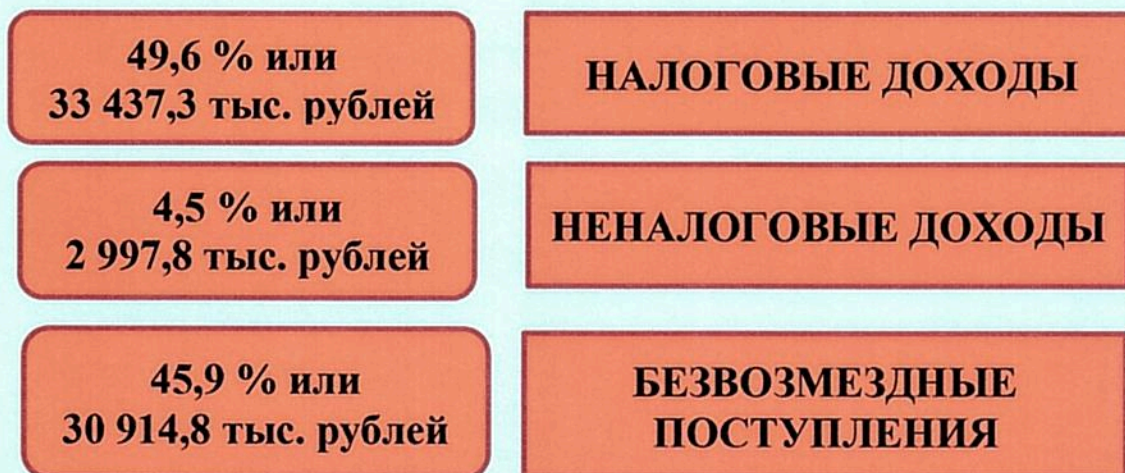 49,6 % или
33 437,3 тыс. рублей
НАЛОГОВЫЕ ДОХОДЫ
4,5 % или
2 997,8 тыс. рублей
НЕНАЛОГОВЫЕ ДОХОДЫ
45,9 % или
30 914,8 тыс. рублей
БЕЗВОЗМЕЗДНЫЕ
ПОСТУПЛЕНИЯ